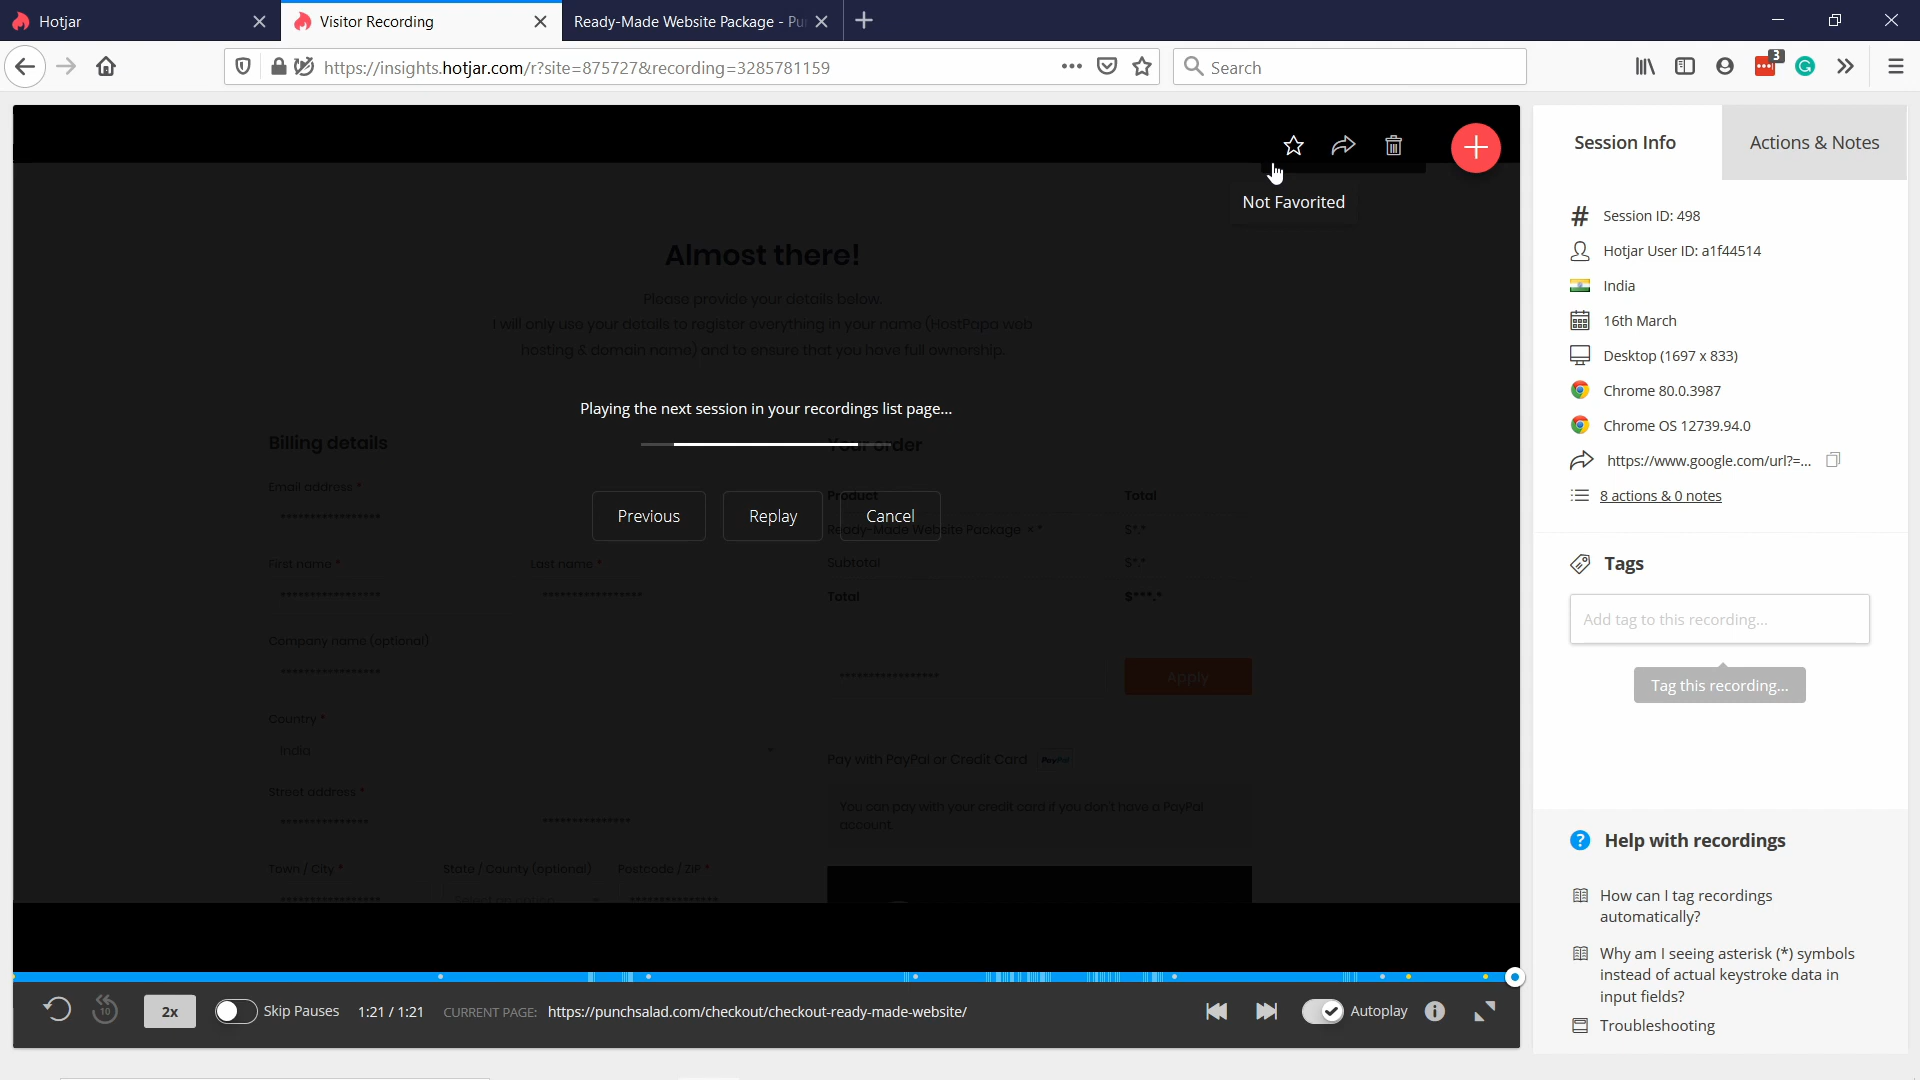 Hotjar
Visitor Recording
Ready-Made Website Package - Pu
https://insights.hotjar.com/r?site=875727&recording=3285781159
Search
3
Not Favorited
Almost there!
Please provide your details below.
I will only use your details to register everything in your name (HostPapa web
hosting & domain name) and to ensure that you have full ownership.
Playing the next session in your recordings list page...
Previous
Replay
Cancel
Billing details
Email address *
*****************
First name *
Last name *
*****************
*****************
Company name (optional)
*****************
Country *
India
Street address *
***************
***************
Town / City *
State / County (optional)
Postcode / ZIP *
Your order
Product
Total
Ready-Made Website Package × *
$*.*
Subtotal
$*.*
Total
$***.*
*****************
Apply
Pay with PayPal or Credit Card
PayPal
You can pay with your credit card if you don't have a PayPal
account.
10
2x
Skip Pauses
1:21 / 1:21
CURRENT PAGE: https://punchsalad.com/checkout/checkout-ready-made-website/
Autoplay
Session Info
Actions & Notes
Session ID: 498
Hotjar User ID: a1f44514
India
16th March
Desktop (1697 x 833)
Chrome 80.0.3987
Chrome OS 12739.94.0
https://www.google.com/url?=...
8 actions & 0 notes
Tags
Add tag to this recording...
Tag this recording...
Help with recordings
How can I tag recordings
automatically?
Why am I seeing asterisk (*) symbols
instead of actual keystroke data in
input fields?
Troubleshooting